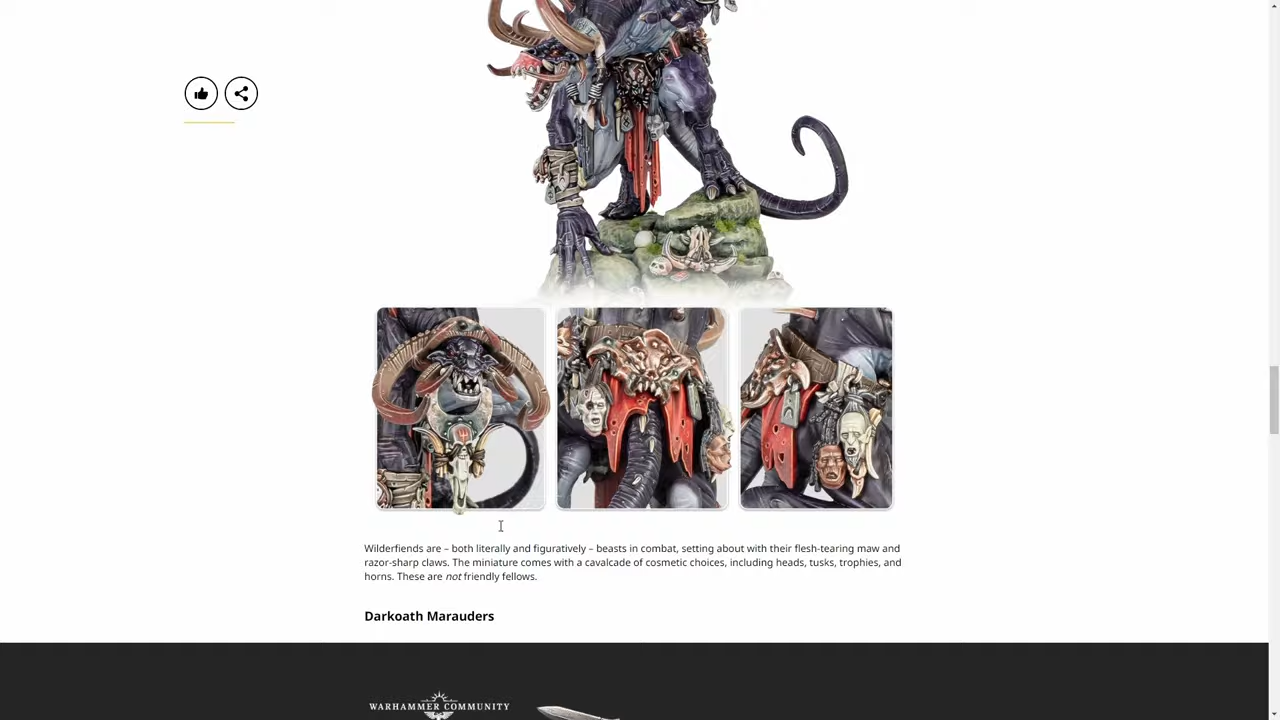 Wilderfiends are – both literally and figuratively – beasts in combat, setting about with their flesh-tearing maw and
razor-sharp claws. The miniature comes with a cavalcade of cosmetic choices, including heads, tusks, trophies, and
horns. These are not friendly fellows.
Darkoath Marauders
WARHAMMER COMMUNITY